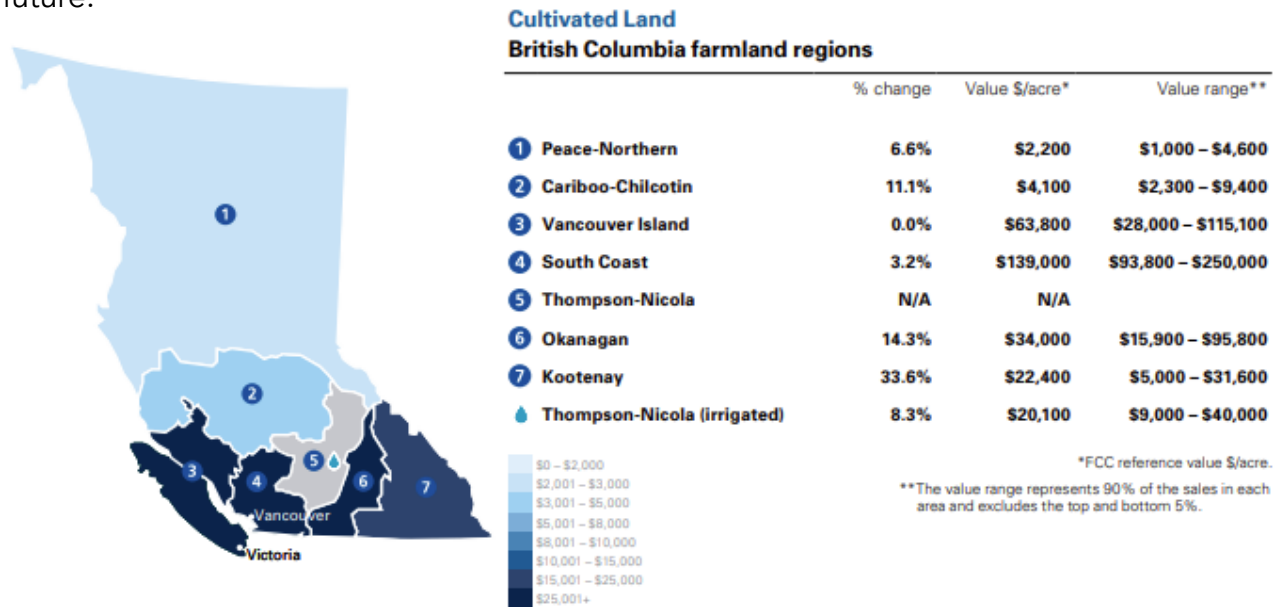 future.
Cultivated Land
British Columbia farmland regions
% change Value $/acre* Value range**
1 Peace-Northern 6.6% $2,200 $1,000 – $4,600
2 Cariboo-Chilcotin 11.1% $4,100 $2,300 – $9,400
3 Vancouver Island 0.0% $63,800 $28,000 – $115,100
4 South Coast 3.2% $139,000 $93,800 – $250,000
5 Thompson-Nicola N/A N/A
6 Okanagan 14.3% $34,000 $15,900 – $95,800
7 Kootenay 33.6% $22,400 $5,000 – $31,600
Thompson-Nicola (irrigated) 8.3% $20,100 $9,000 – $40,000
1
2
3
4
5
6
7
Vancouver
Victoria
$0 – $2,000
$2,001 – $3,000
$3,001 – $5,000
$5,001 – $8,000
$8,001 – $10,000
$10,001 – $15,000
$15,001 – $25,000
$25,001+
*FCC reference value $/acre.
**The value range represents 90% of the sales in each
area and excludes the top and bottom 5%.